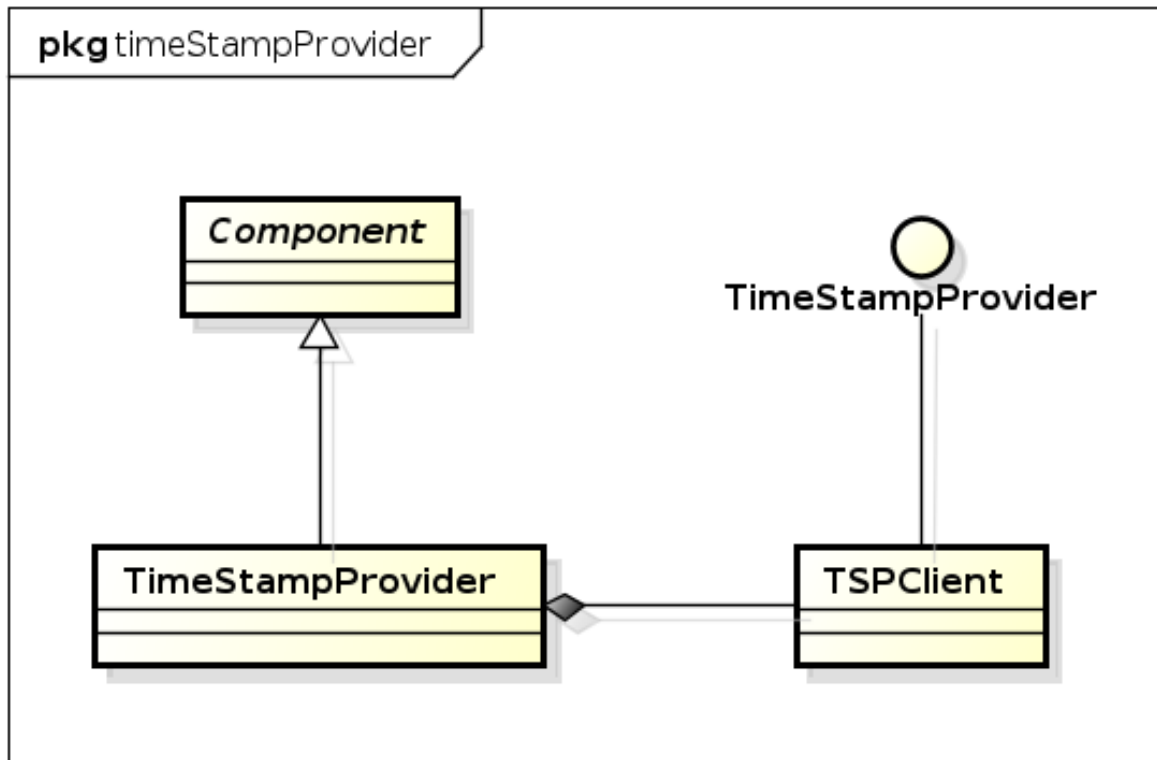 pkg timeStampProvider
Component
TimeStampProvider
TimeStampProvider
TSPClient